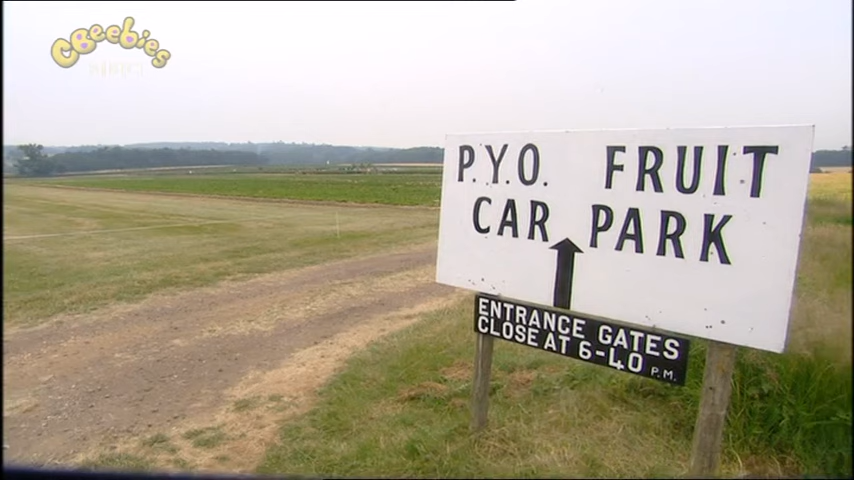 CBeebies
P.Y.O. FRUIT
CAR PARK
ENTRANCE GATES
CLOSE AT 6-40 P.M.